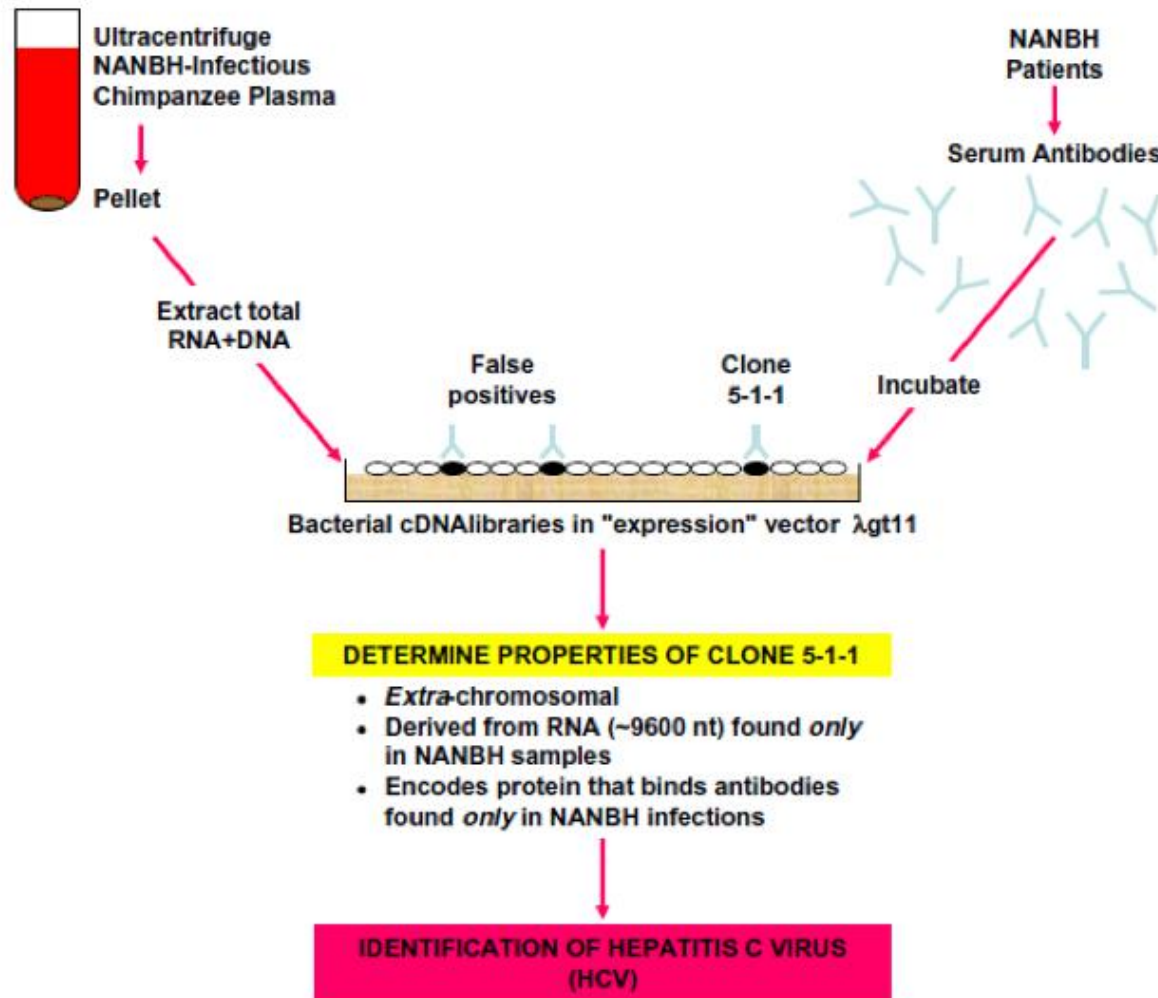 Ultracentrifuge
NANBH-Infectious
Chimpanzee Plasma
Pellet
NANBH
Patients
Serum Antibodies
Extract total
RNA+DNA
False
positives
Clone
5-1-1
Incubate
Bacterial cDNAlibraries in "expression" vector λgt11
DETERMINE PROPERTIES OF CLONE 5-1-1
• Extra-chromosomal
• Derived from RNA (~9600 nt) found only
in NANBH samples
• Encodes protein that binds antibodies
found only in NANBH infections
IDENTIFICATION OF HEPATITIS C VIRUS
(HCV)